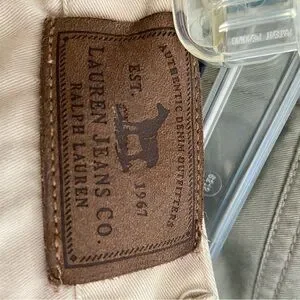 AUTHENTIC DENIM OUTFITTERS
EST. 1967
LAUREN JEANS CO.
RALPH LAUREN